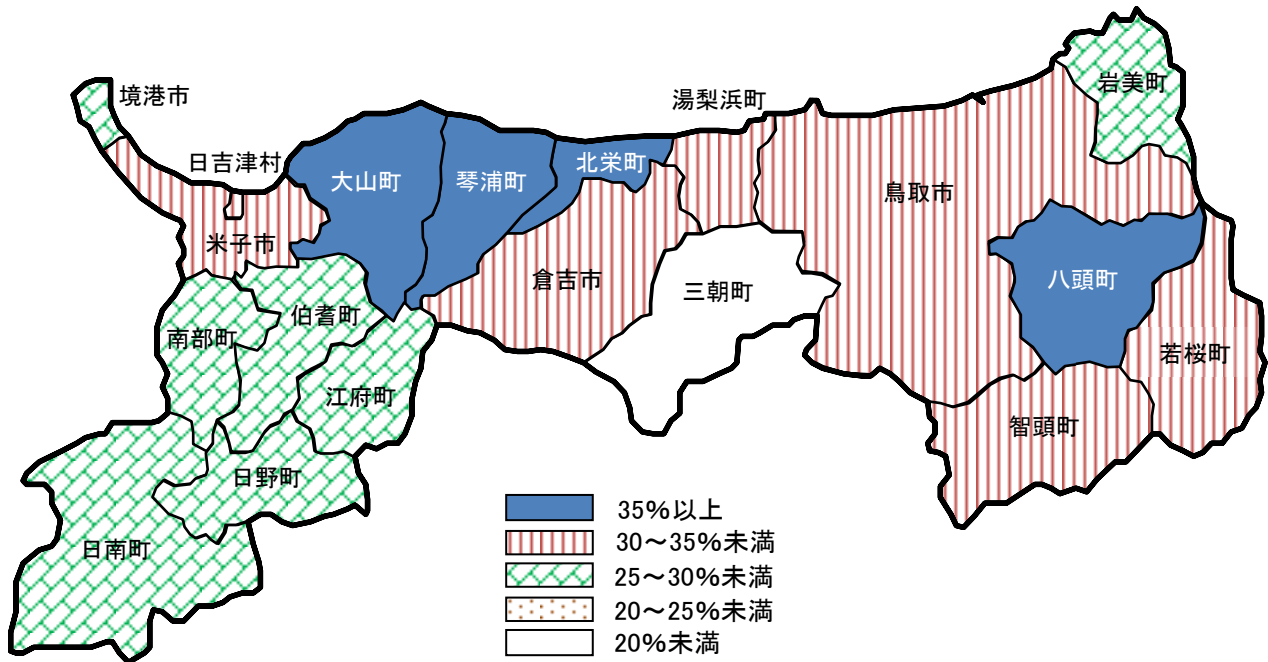 境港市
湯梨浜町
岩美町
日吉津村
大山町
琴浦町
北栄町
鳥取市
米子市
倉吉市
三朝町
八頭町
南部町
伯耆町
若桜町
江府町
智頭町
日野町
日南町
35%以上
30~35%未満
25~30%未満
20~25%未満
20%未満